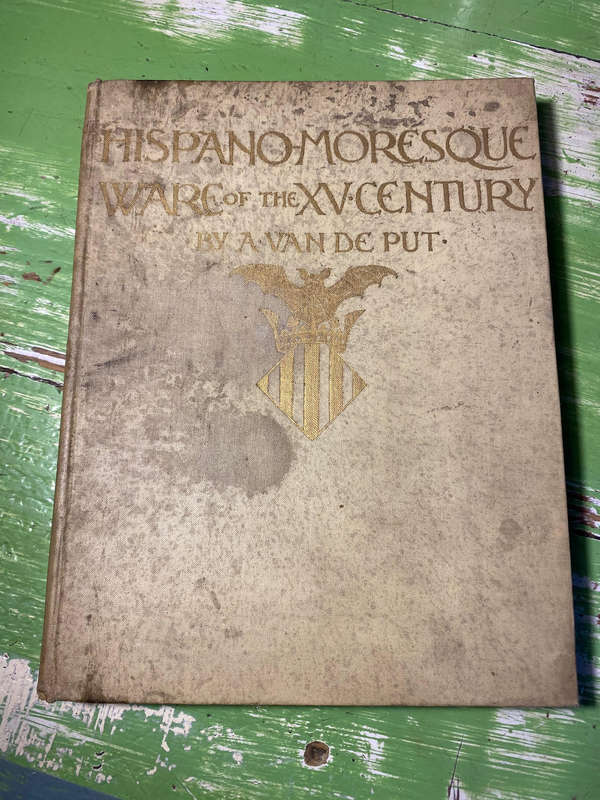 HISPANO·MORESQUE
WARE OF THE XV·CENTURY
BY A·VAN DE PUT·